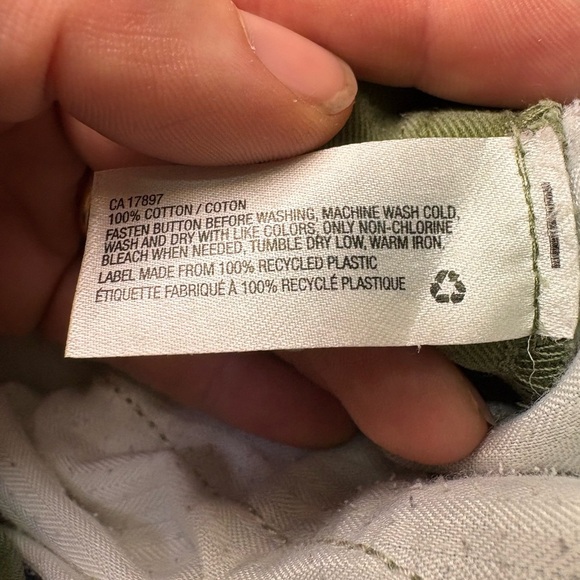 CA 17897
100% COTTON / COTON
FASTEN BUTTON BEFORE WASHING, MACHINE WASH COLD,
WASH AND DRY WITH LIKE COLORS, ONLY NON-CHLORINE
BLEACH WHEN NEEDED, TUMBLE DRY LOW, WARM IRON
LABEL MADE FROM 100% RECYCLED PLASTIC
ÉTIQUETTE FABRIQUÉ À 100% RECYCLÉ PLASTIQUE